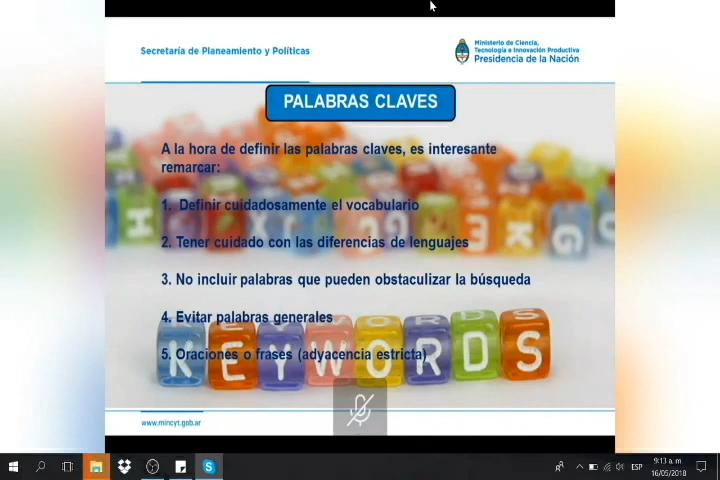 Secretaría de Planeamiento y Políticas
Ministerio de Ciencia,
Tecnología e Innovación Productiva
Presidencia de la Nación
PALABRAS CLAVES
A la hora de definir las palabras claves, es interesante
remarcar:
1. Definir cuidadosamente el vocabulario
2. Tener cuidado con las diferencias de lenguajes
3. No incluir palabras que pueden obstaculizar la búsqueda
4. Evitar palabras generales
5. Oraciones o frases (adyacencia estricta)
KEYWORDS
www.mincyt.gob.ar
ESP
9:13 a. m.
16/05/2018